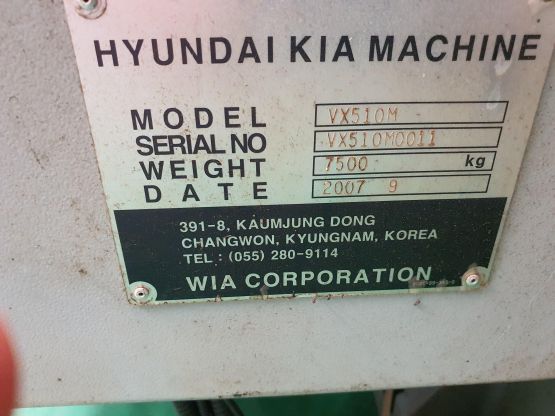 HYUNDAI KIA MACHINE
MODEL VX510M
SERIAL NO VX510M0011
WEIGHT 7500 kg
DATE 2007 9
391-8, KAUMJUNG DONG
CHANGWON, KYUNGNAM, KOREA
TEL : (055) 280-9114
WIA CORPORATION